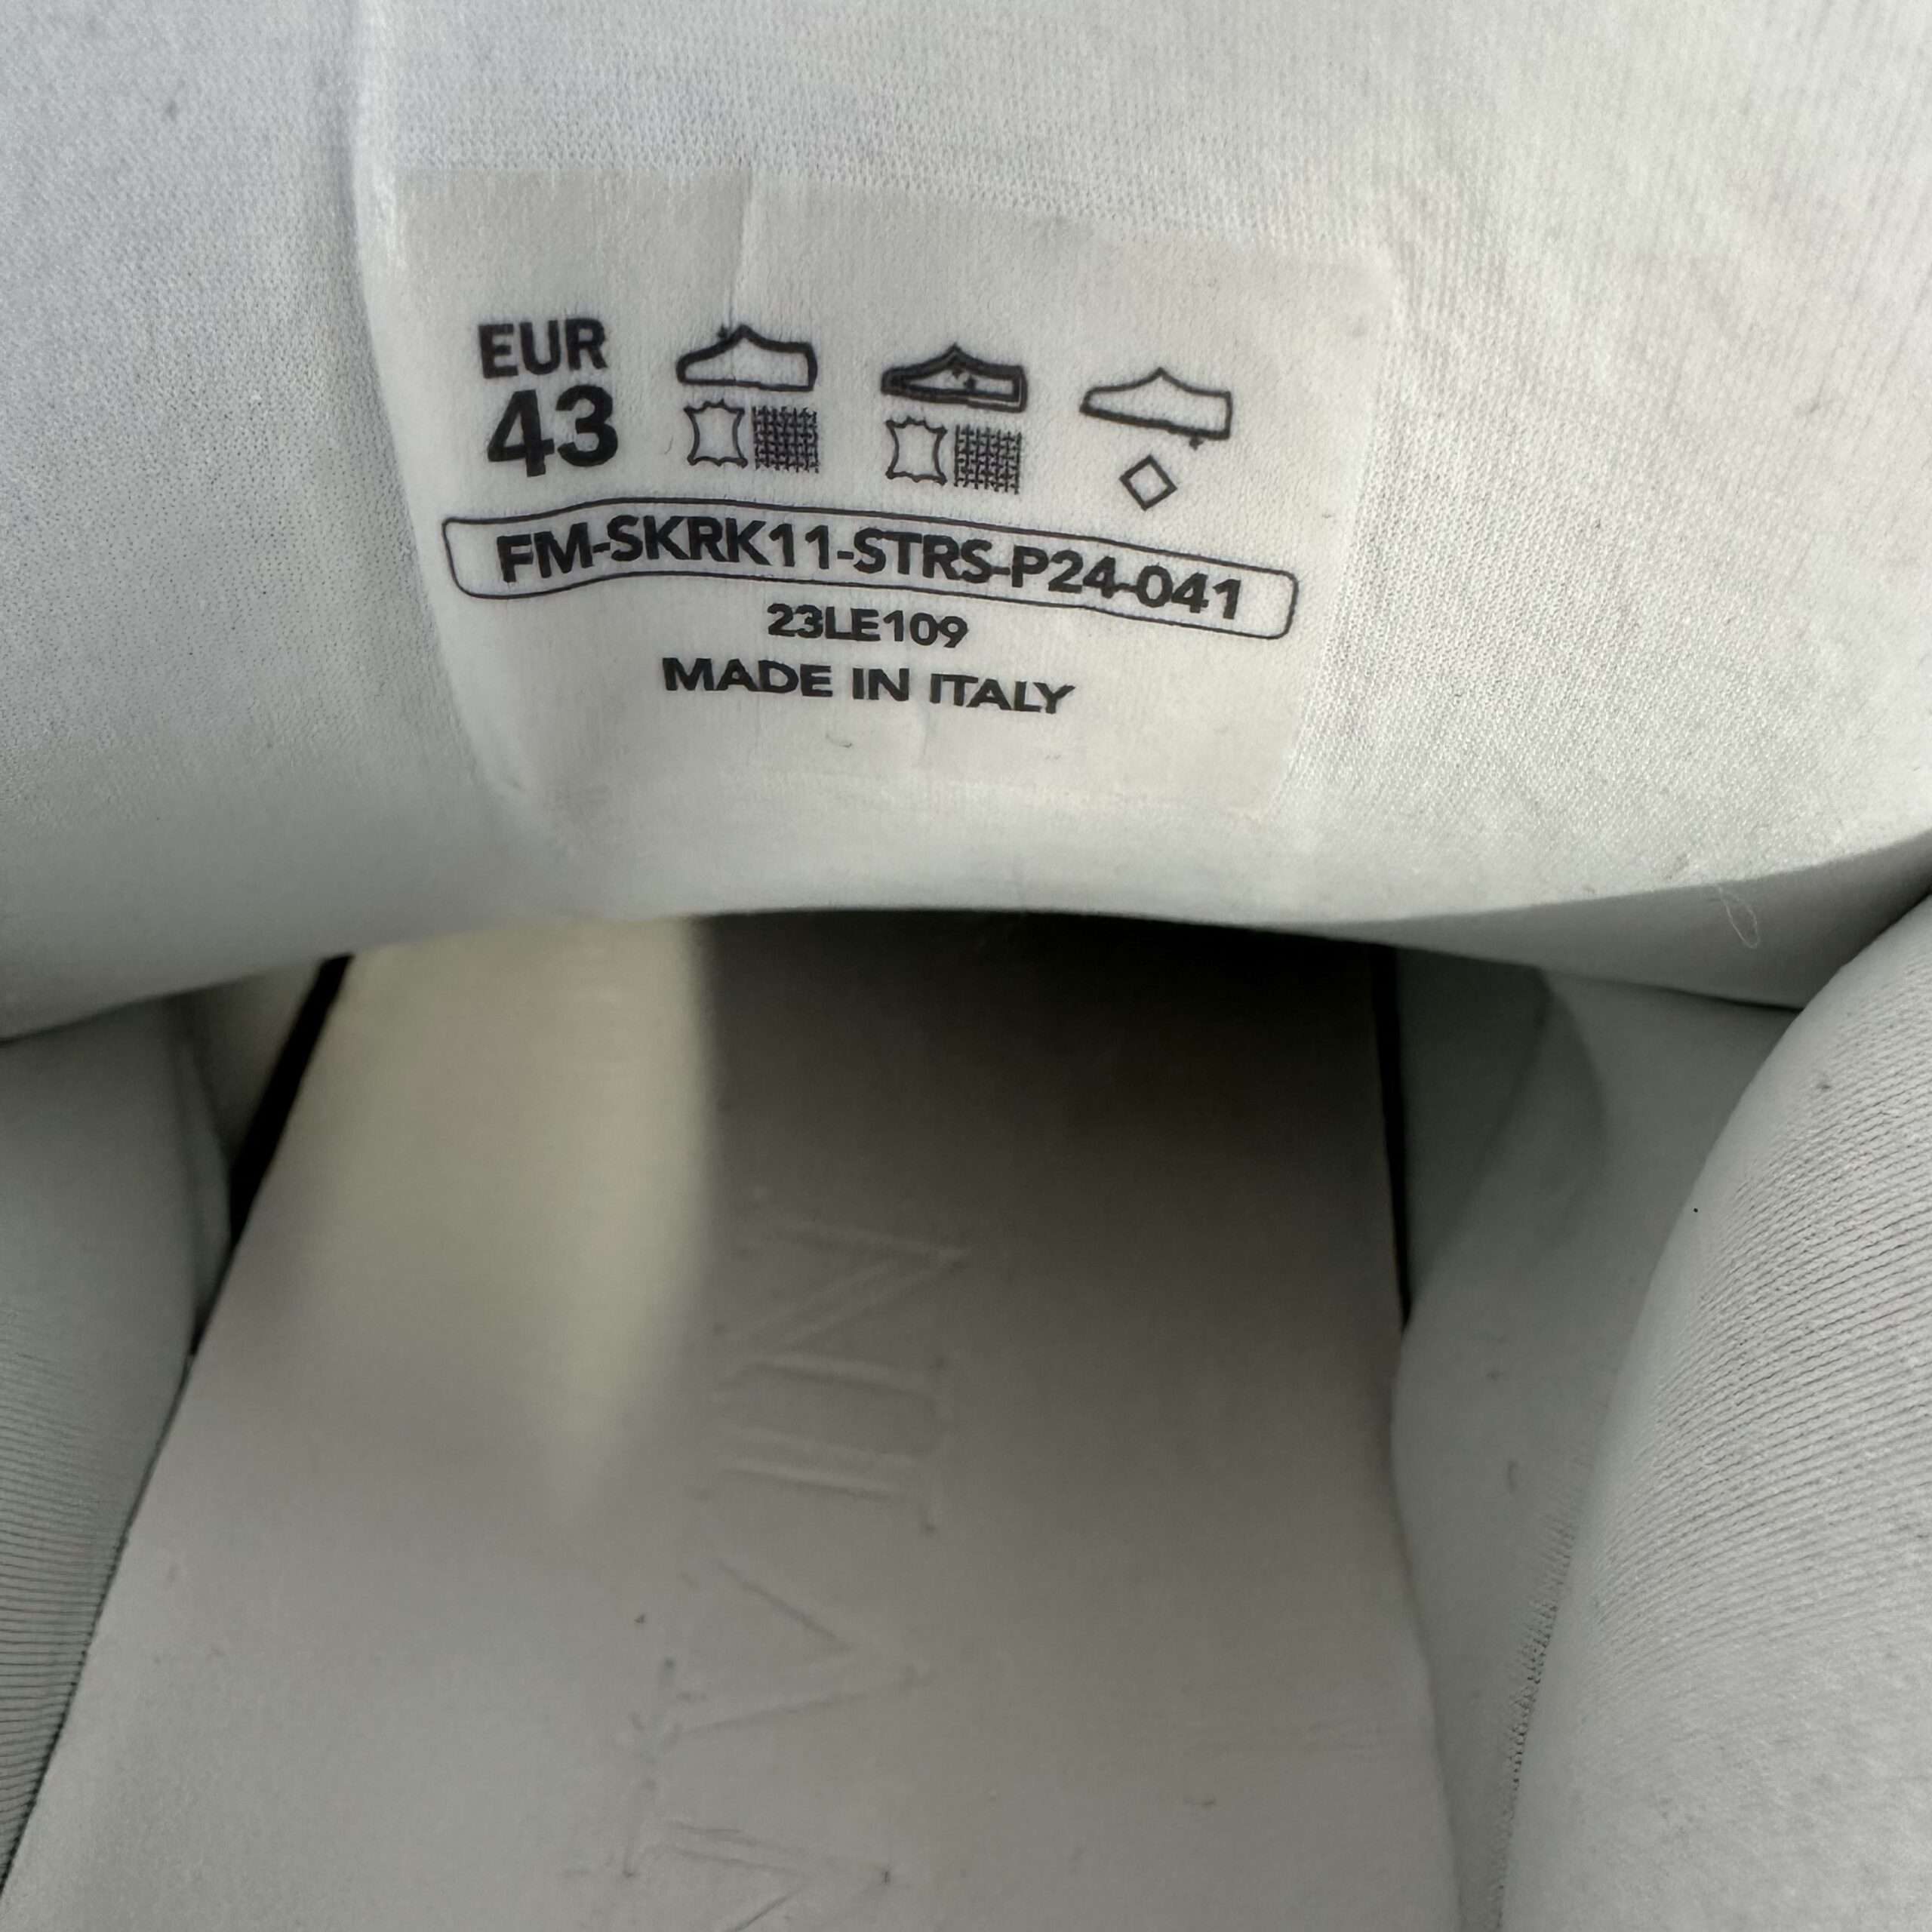 EUR
43
FM-SKRK11-STRS-P24-041
23LE109
MADE IN ITALY